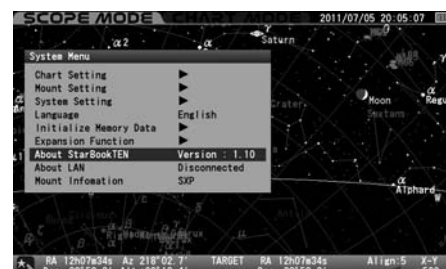 SCOPE MODE CHART MODE 2011/07/05 20:05:07
α2 α Saturn γ
System Menu
Chart Setting ▶
Mount Setting ▶
System Setting ▶
Language English
Initialize Memory Data ▶
Expansion Function ▶
About StarBookTEN Version : 1.10
About LAN Disconnected
Mount Infomation SXP
Crater
Moon
α
Regu
Sextans
α
Alphard
RA 12h07m34s Az 218°02.7' TARGET RA 12h07m34s Align:5 X-Y